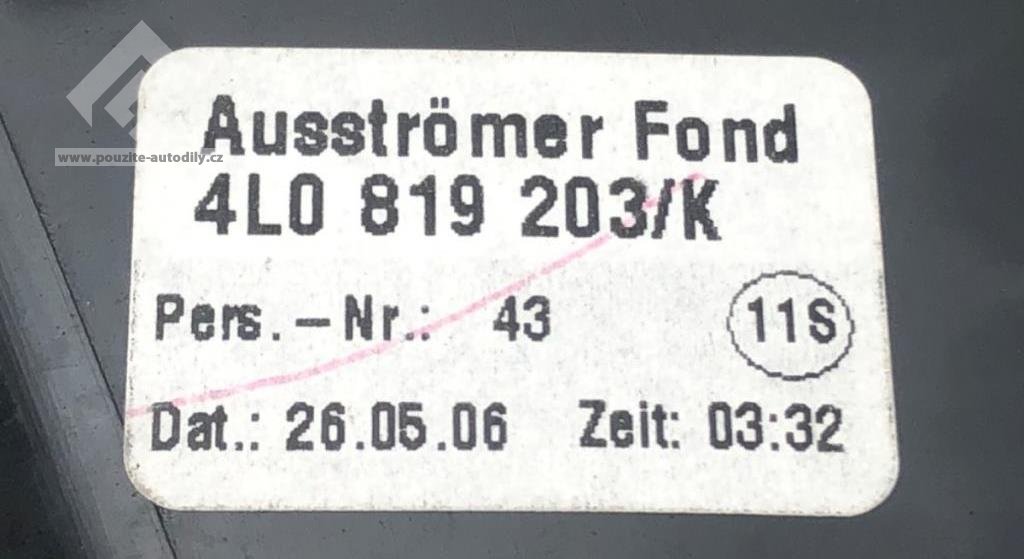 Ausströmer Fond
www.pouzite-autodily.cz
4L0 819 203/K
Pers.-Nr.: 43
11S
Dat.: 26.05.06 Zeit: 03:32